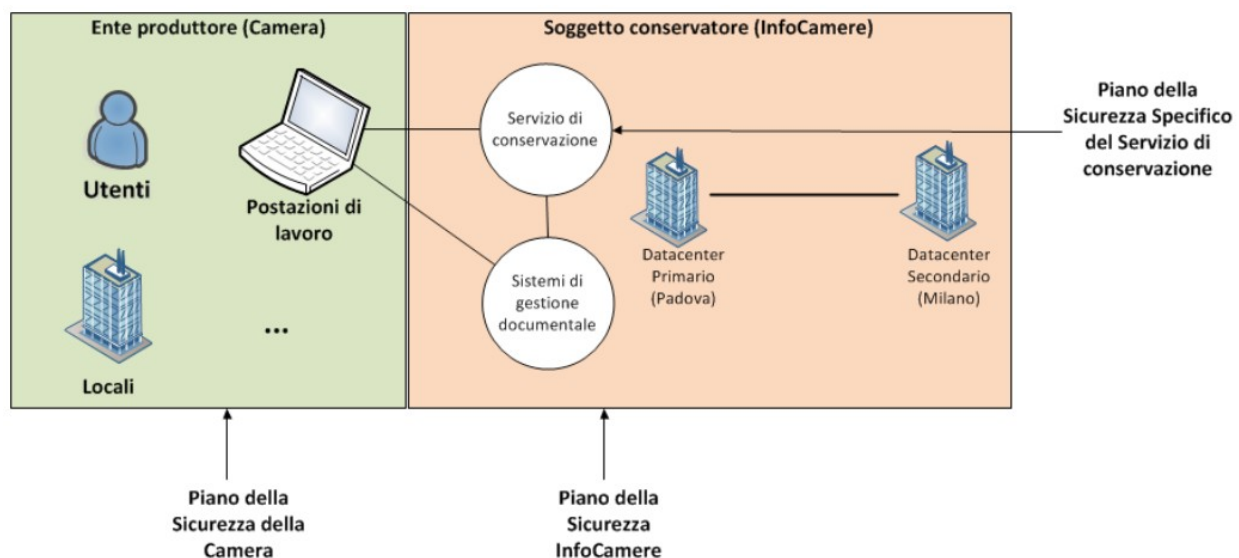 Ente produttore (Camera)
Soggetto conservatore (InfoCamere)
Utenti
Postazioni di
lavoro
Locali
...
Servizio di
conservazione
Sistemi di
gestione
documentale
Datacenter
Primario
(Padova)
Datacenter
Secondario
(Milano)
Piano della
Sicurezza Specifico
del Servizio di
conservazione
Piano della
Sicurezza della
Camera
Piano della
Sicurezza
InfoCamere